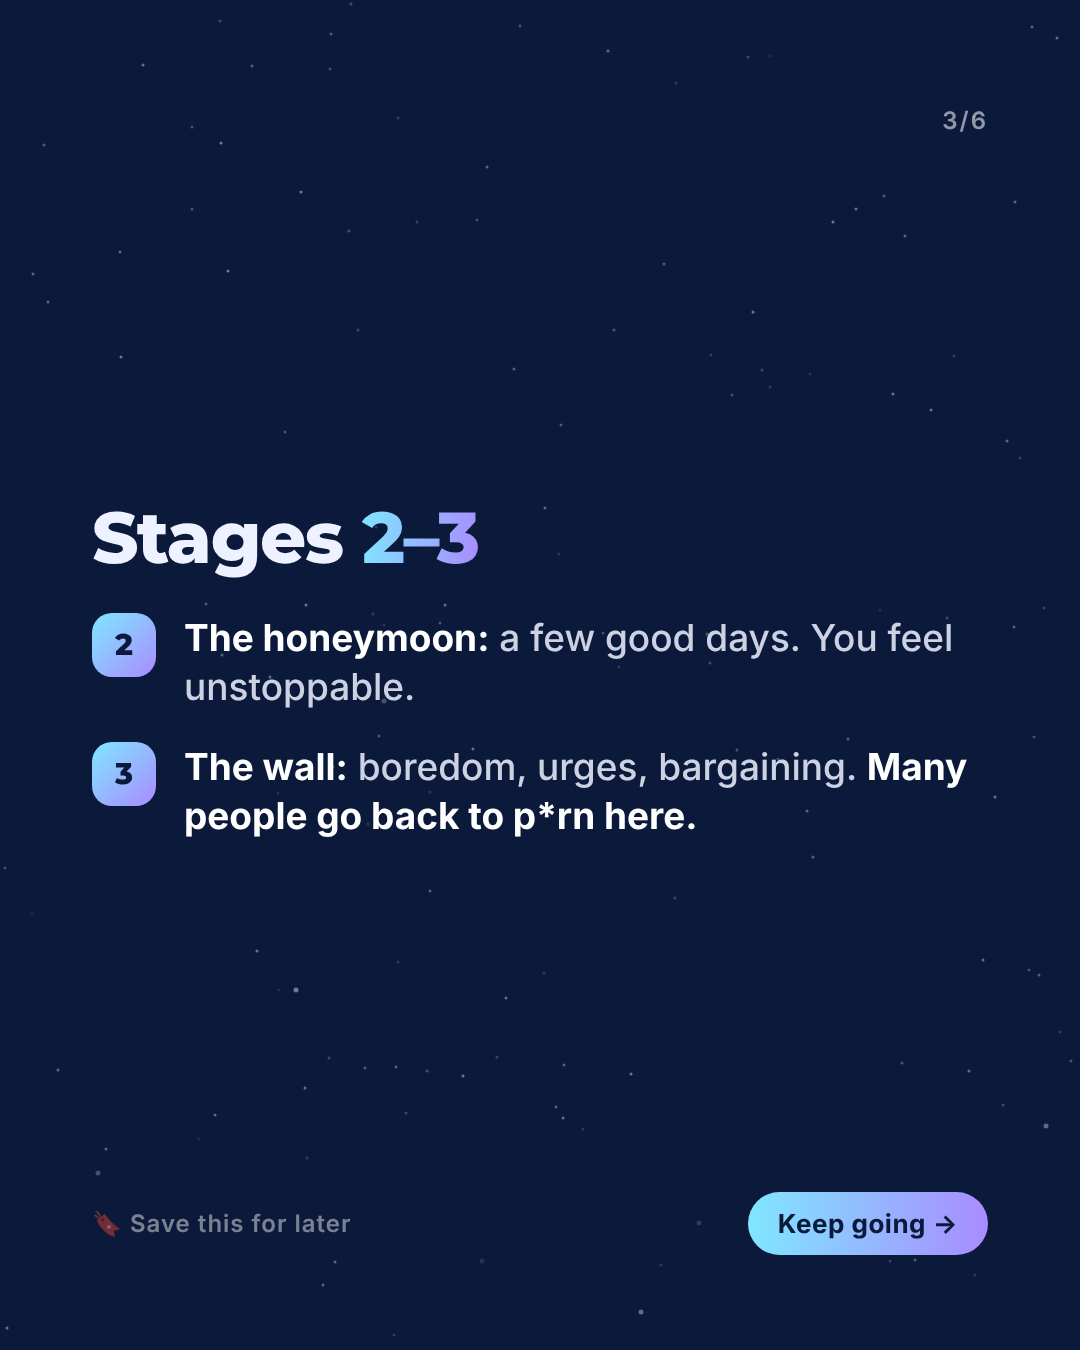 3/6
Stages 2–3
2
The honeymoon: a few good days. You feel
unstoppable.
3
The wall: boredom, urges, bargaining. Many
people go back to p*rn here.
🔖 Save this for later
Keep going →